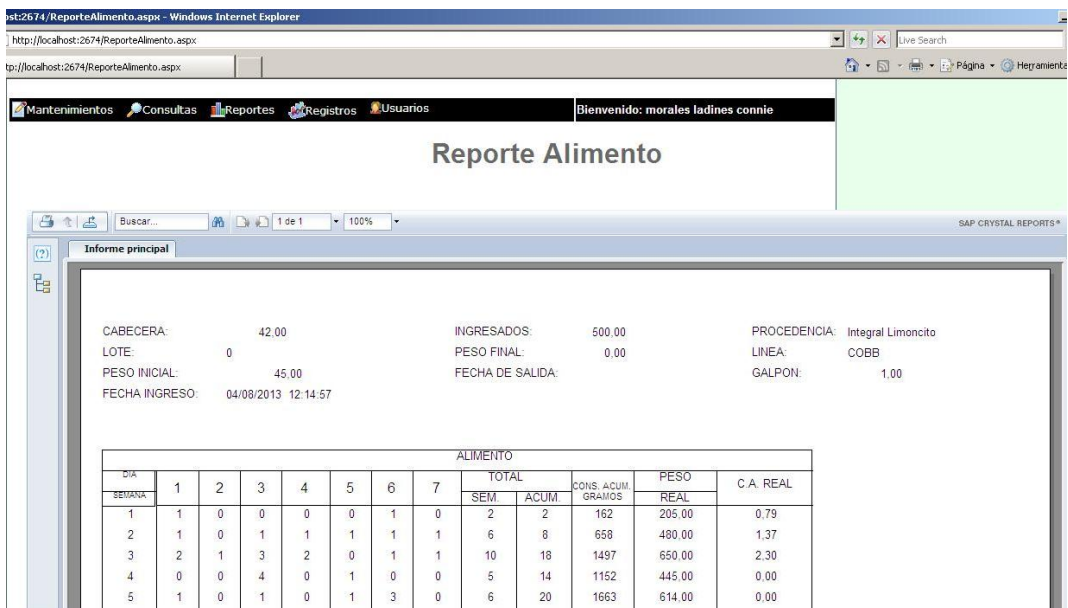 ost:2674/ReporteAlimento.aspx - Windows Internet Explorer
http://localhost:2674/ReporteAlimento.aspx
Live Search
tp://localhost:2674/ReporteAlimento.aspx
Página
Herramienta
Mantenimientos Consultas Reportes Registros Usuarios Bienvenido: morales ladines connie
Reporte Alimento
Buscar... 1 de 1 100% SAP CRYSTAL REPORTS®
Informe principal
CABECERA: 42,00 INGRESADOS: 500,00 PROCEDENCIA: Integral Limoncito
LOTE: 0 PESO FINAL: 0,00 LINEA: COBB
PESO INICIAL: 45,00 FECHA DE SALIDA: GALPON: 1,00
FECHA INGRESO: 04/08/2013 12:14:57
ALIMENTO
DIA TOTAL PESO
1 2 3 4 5 6 7 CONS. ACUM. GRAMOS C.A. REAL
SEMANA SEM. ACUM. REAL
1 1 0 0 0 0 1 0 2 2 162 205,00 0,79
2 1 0 1 1 1 1 1 6 8 658 480,00 1,37
3 2 1 3 2 0 1 1 10 18 1497 650,00 2,30
4 0 0 4 0 1 0 0 5 14 1152 445,00 0,00
5 1 0 1 0 1 3 0 6 20 1663 614,00 0,00